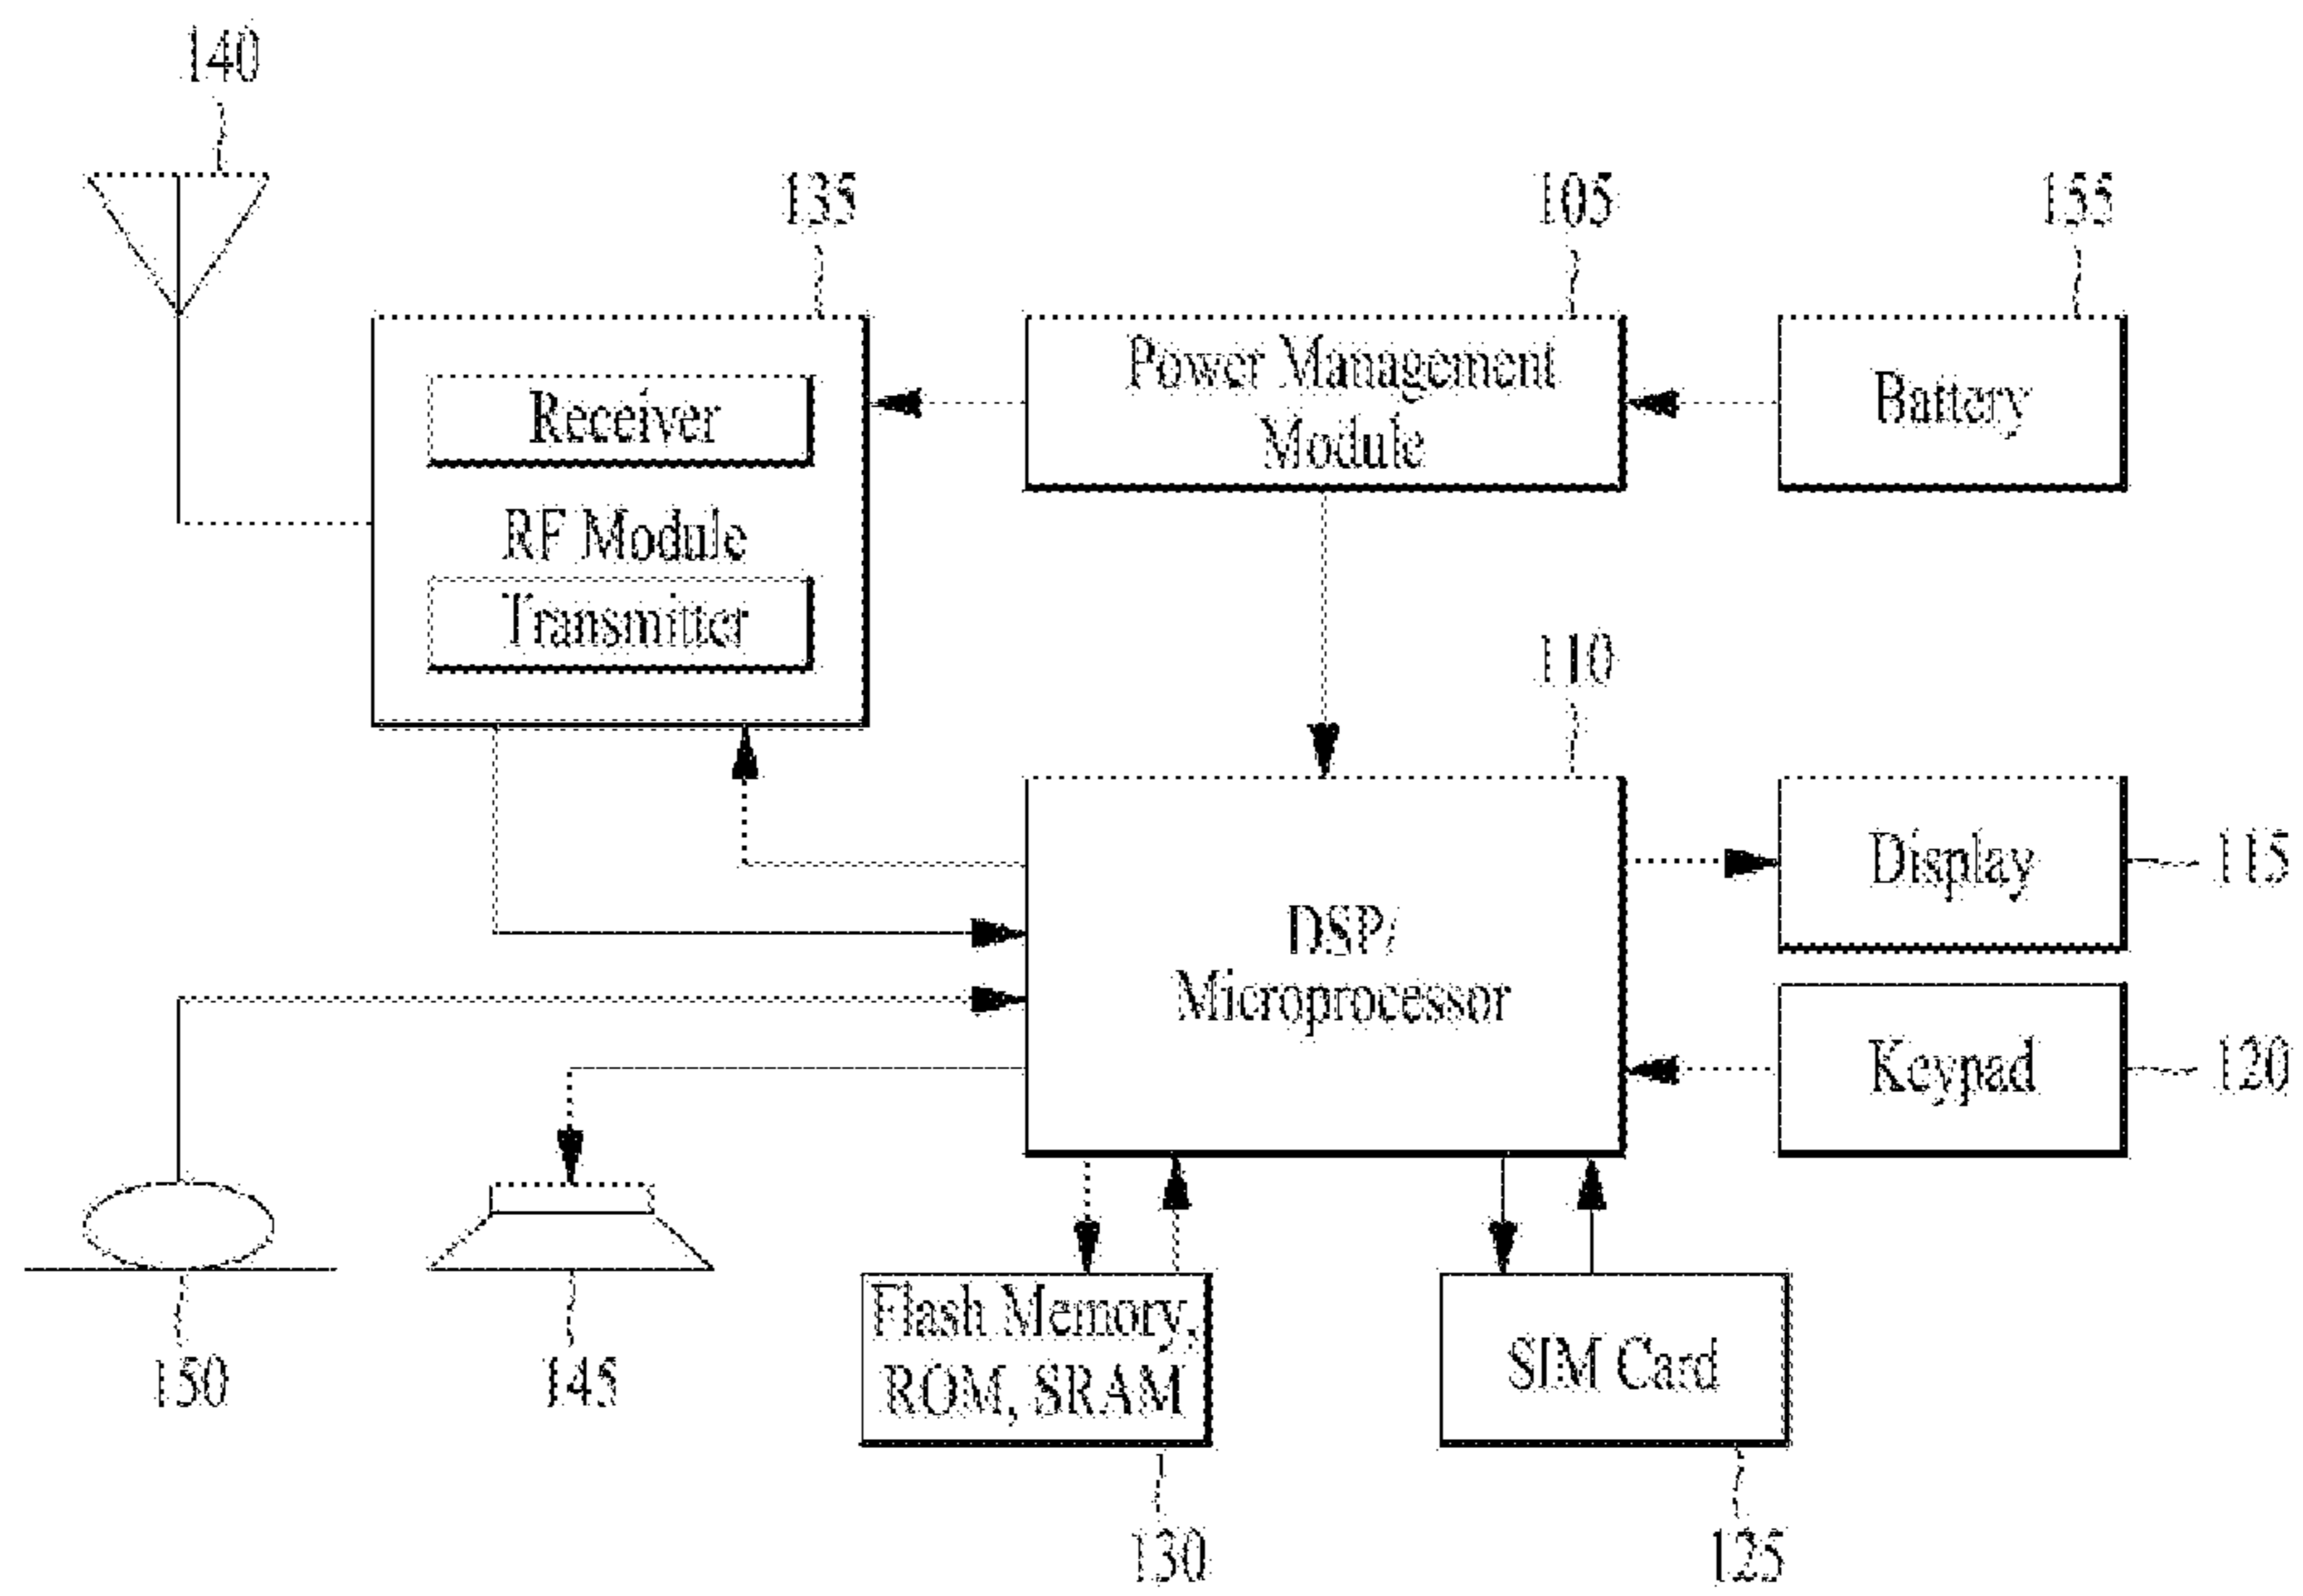 140
135
105
155
Receiver
RF Module
Transmitter
Power Management
Module
Battery
110
DSP/
Microprocessor
Display
115
Keypad
120
150
145
Flash Memory,
ROM, SRAM
SIM Card
130
125